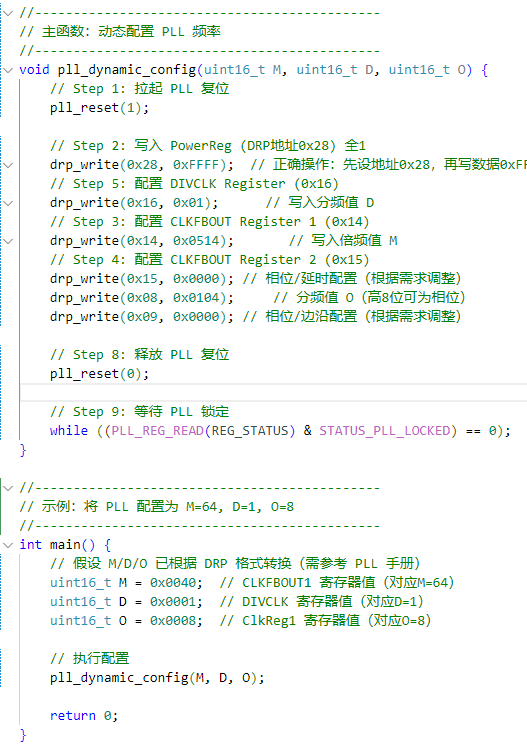 //---------------------------------------------
// 主函数: 动态配置 PLL 频率
//---------------------------------------------
void pll_dynamic_config(uint16_t M, uint16_t D, uint16_t O) {
// Step 1: 拉起 PLL 复位
pll_reset(1);
// Step 2: 写入 PowerReg (DRP地址0x28) 全1
drp_write(0x28, 0xFFFF); // 正确操作: 先设地址0x28, 再写数据0xFF
// Step 5: 配置 DIVCLK Register (0x16)
drp_write(0x16, 0x01); // 写入分频值 D
// Step 3: 配置 CLKFBOUT Register 1 (0x14)
drp_write(0x14, 0x0514); // 写入倍频值 M
// Step 4: 配置 CLKFBOUT Register 2 (0x15)
drp_write(0x15, 0x0000); // 相位/延时配置 (根据需求调整)
drp_write(0x08, 0x0104); // 分频值 O (高8位可为相位)
drp_write(0x09, 0x0000); // 相位/边沿配置 (根据需求调整)
// Step 8: 释放 PLL 复位
pll_reset(0);
// Step 9: 等待 PLL 锁定
while ((PLL_REG_READ(REG_STATUS) & STATUS_PLL_LOCKED) == 0);
}
//---------------------------------------------
// 示例: 将 PLL 配置为 M=64, D=1, O=8
//---------------------------------------------
int main() {
// 假设 M/D/O 已根据 DRP 格式转换 (需参考 PLL 手册)
uint16_t M = 0x0040; // CLKFBOUT1 寄存器值 (对应M=64)
uint16_t D = 0x0001; // DIVCLK 寄存器值 (对应D=1)
uint16_t O = 0x0008; // ClkReg1 寄存器值 (对应O=8)
// 执行配置
pll_dynamic_config(M, D, O);
return 0;
}